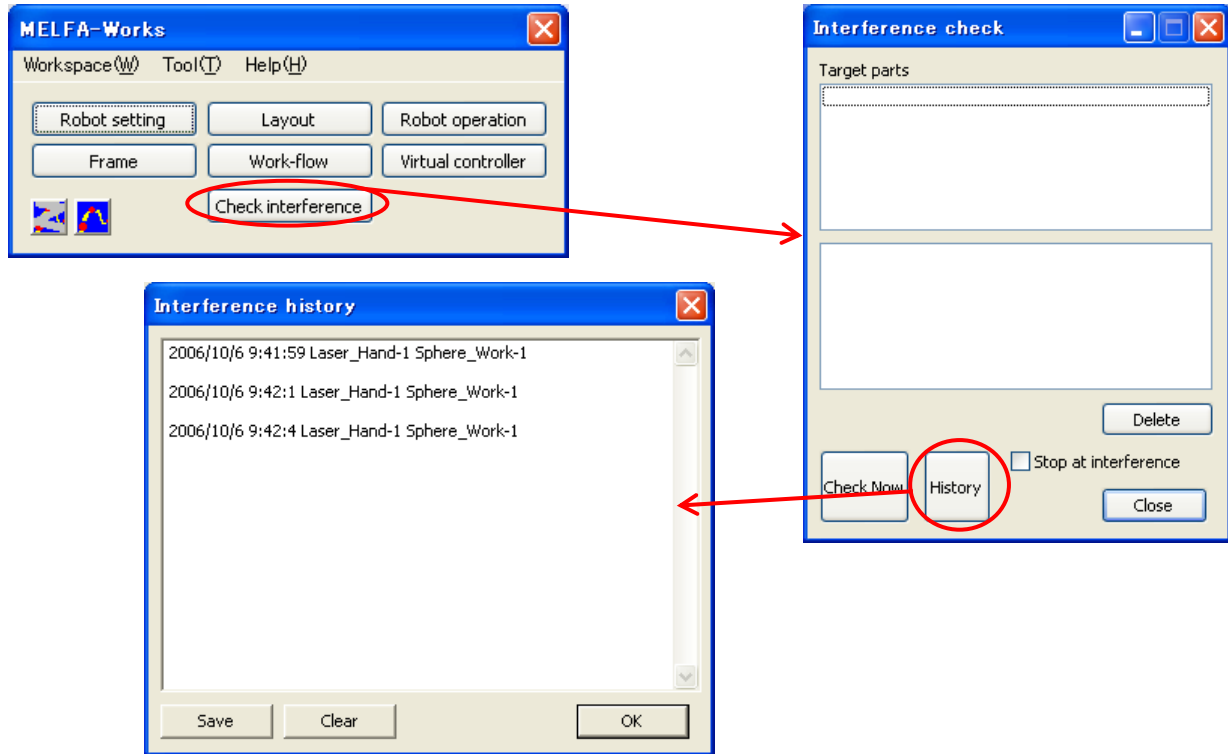 MELFA-Works
Workspace(W) Tool(T) Help(H)
Robot setting Layout Robot operation
Frame Work-flow Virtual controller
Check interference
Interference check
Target parts
Delete
Stop at interference
Check Now History
Close
Interference history
2006/10/6 9:41:59 Laser_Hand-1 Sphere_Work-1
2006/10/6 9:42:1 Laser_Hand-1 Sphere_Work-1
2006/10/6 9:42:4 Laser_Hand-1 Sphere_Work-1
Save Clear OK